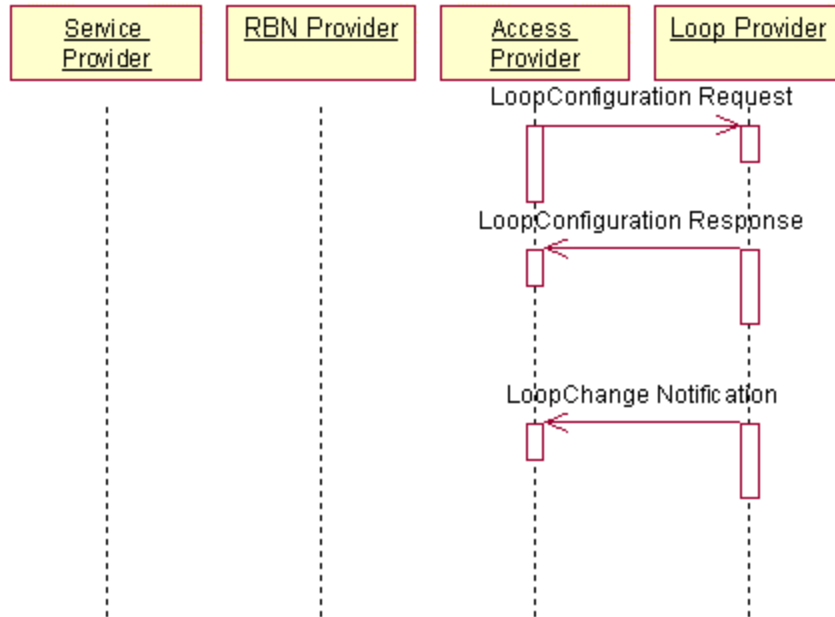 Service
Provider
RBN Provider
Access
Provider
Loop Provider
LoopConfiguration Request
LoopConfiguration Response
LoopChange Notification